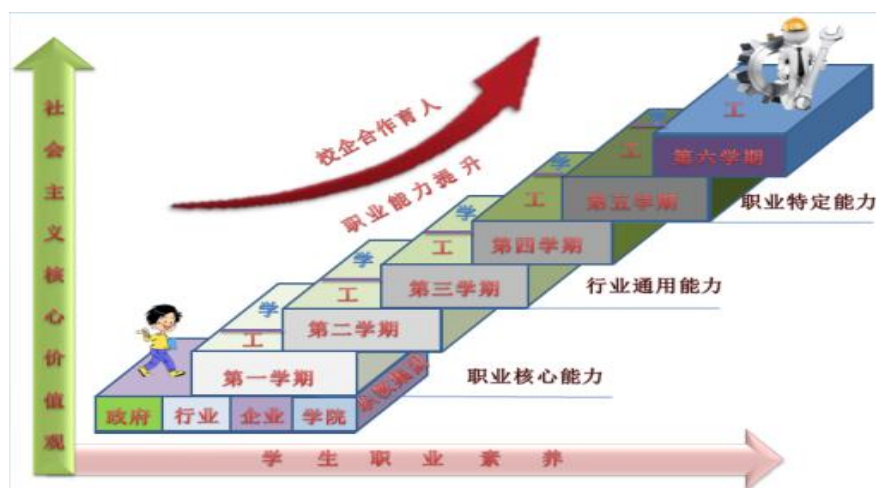 社会主义核心价值观
校企合作育人
职业能力提升
工
第六学期
学
工
第五学期
职业特定能力
学
工
第四学期
学
工
第三学期
行业通用能力
学
工
第二学期
学
工
第一学期
职业核心能力
政府
行业
企业
学院
学生职业素养